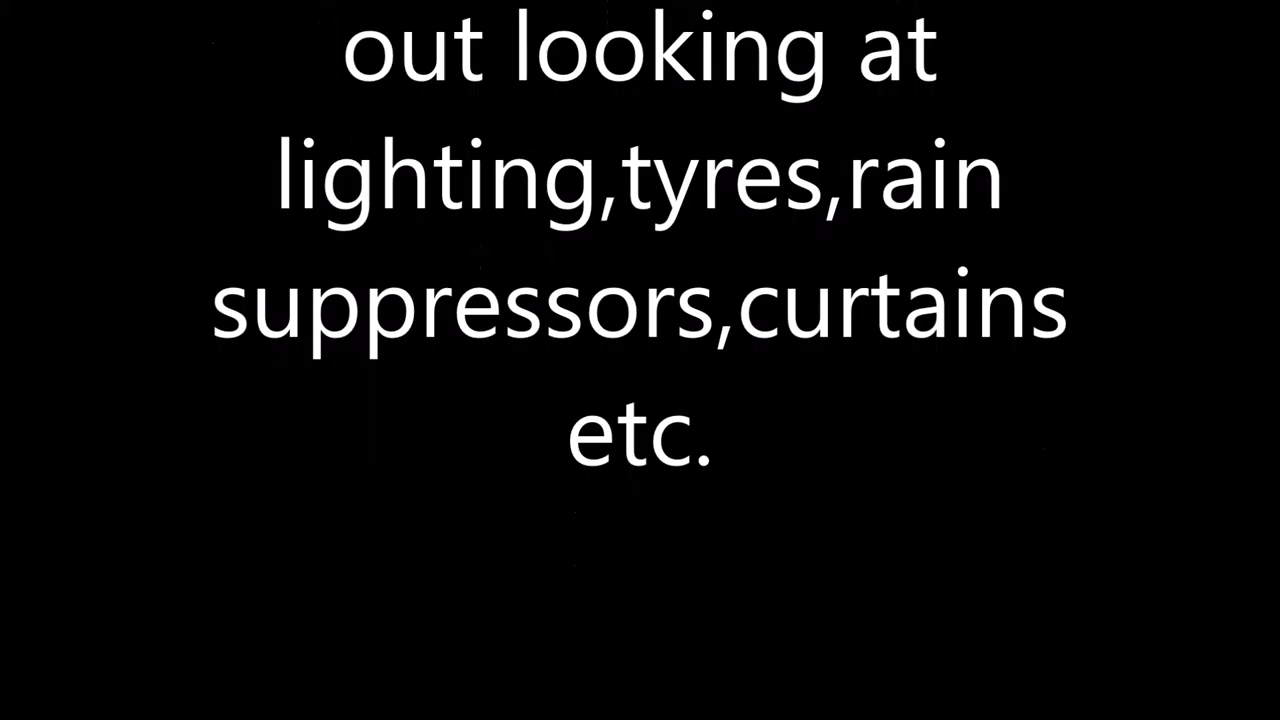 out looking at
lighting,tyres,rain
suppressors,curtains
etc.